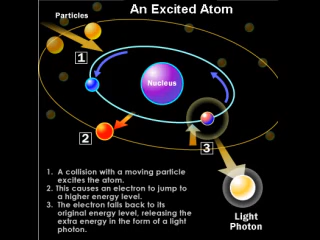 An Excited Atom
Particles
1
Nucleus
2
3
1. A collision with a moving particle
excites the atom.
2. This causes an electron to jump to
a higher energy level.
3. The electron falls back to its
original energy level, releasing the
extra energy in the form of a light
photon.
Light
Photon